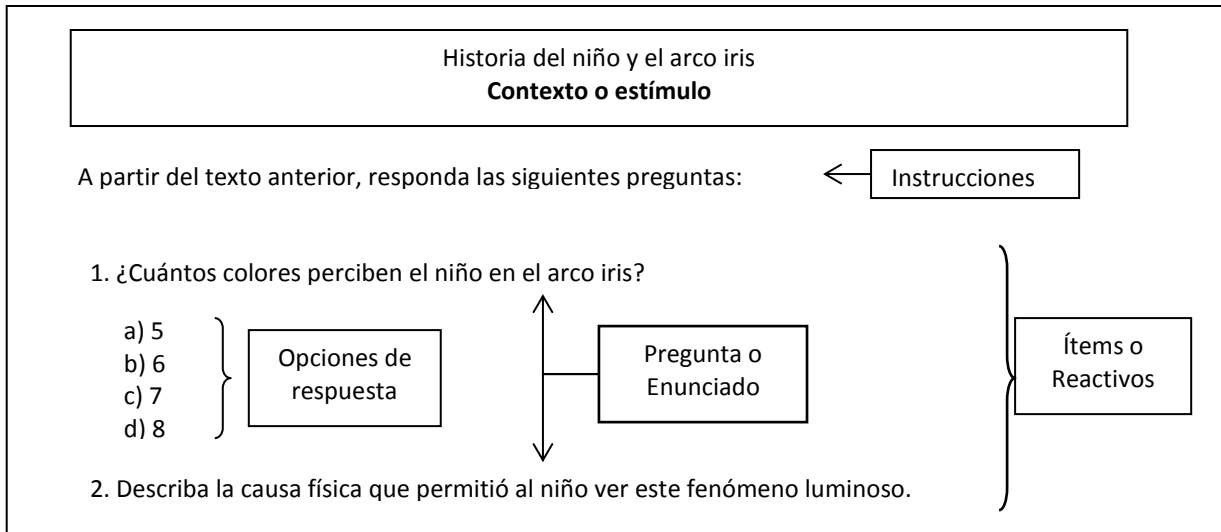 Historia del niño y el arco iris
Contexto o estímulo
A partir del texto anterior, responda las siguientes preguntas:
Instrucciones
1. ¿Cuántos colores perciben el niño en el arco iris?
a) 5
b) 6
c) 7
d) 8
Opciones de
respuesta
Pregunta o
Enunciado
Ítems o
Reactivos
2. Describa la causa física que permitió al niño ver este fenómeno luminoso.